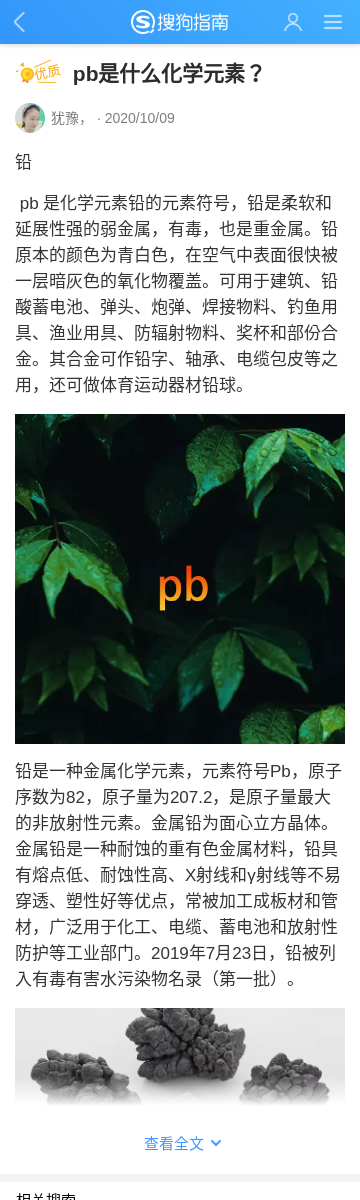 搜狗指南
优质 pb是什么化学元素？
犹豫， · 2020/10/09
铅
pb 是化学元素铅的元素符号，铅是柔软和
延展性强的弱金属，有毒，也是重金属。铅
原本的颜色为青白色，在空气中表面很快被
一层暗灰色的氧化物覆盖。可用于建筑、铅
酸蓄电池、弹头、炮弹、焊接物料、钓鱼用
具、渔业用具、防辐射物料、奖杯和部份合
金。其合金可作铅字、轴承、电缆包皮等之
用，还可做体育运动器材铅球。
pb
铅是一种金属化学元素，元素符号Pb，原子
序数为82，原子量为207.2，是原子量最大
的非放射性元素。金属铅为面心立方晶体。
金属铅是一种耐蚀的重有色金属材料，铅具
有熔点低、耐蚀性高、X射线和γ射线等不易
穿透、塑性好等优点，常被加工成板材和管
材，广泛用于化工、电缆、蓄电池和放射性
防护等工业部门。2019年7月23日，铅被列
入有毒有害水污染物名录（第一批）。
查看全文
相关搜索